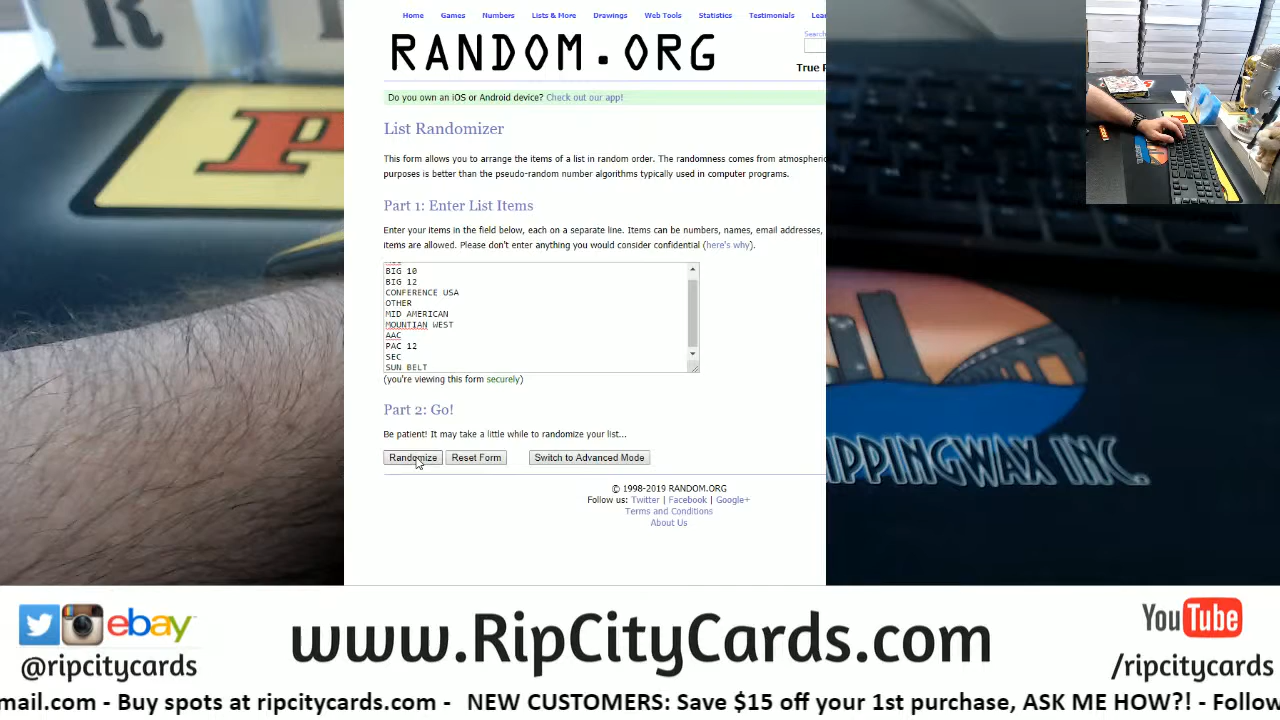 Home Games Numbers Lists & More Drawings Web Tools Statistics Testimonials
RANDOM.ORG
Search
True
Do you own an iOS or Android device? Check out our app!
List Randomizer
This form allows you to arrange the items of a list in random order. The randomness comes from atmospheric
purposes is better than the pseudo-random number algorithms typically used in computer programs.
Part 1: Enter List Items
Enter your items in the field below, each on a separate line. Items can be numbers, names, email addresses,
items are allowed. Please don't enter anything you would consider confidential (here's why).
BIG 10
BIG 12
CONFERENCE USA
OTHER
MID AMERICAN
MOUNTIAN WEST
AAC
PAC 12
SEC
SUN BELT
(you're viewing this form securely)
Part 2: Go!
Be patient! It may take a little while to randomize your list...
Randomize Reset Form Switch to Advanced Mode
© 1998-2019 RANDOM.ORG
Follow us: Twitter | Facebook | Google+
Terms and Conditions
About Us
IPPINGWAX INC.
ebay
@ripcitycards
www.RipCityCards.com
YouTube
/ripcitycards
mail.com - Buy spots at ripcitycards.com - NEW CUSTOMERS: Save $15 off your 1st purchase, ASK ME HOW?! - Follow